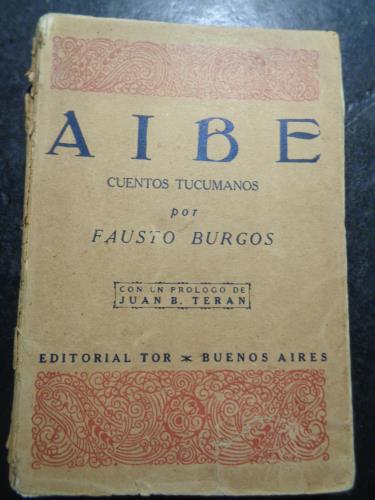 AIBE
CUENTOS TUCUMANOS
por
FAUSTO BURGOS
CON UN PROLOGO DE
JUAN B. TERAN
EDITORIAL TOR * BUENOS AIRES